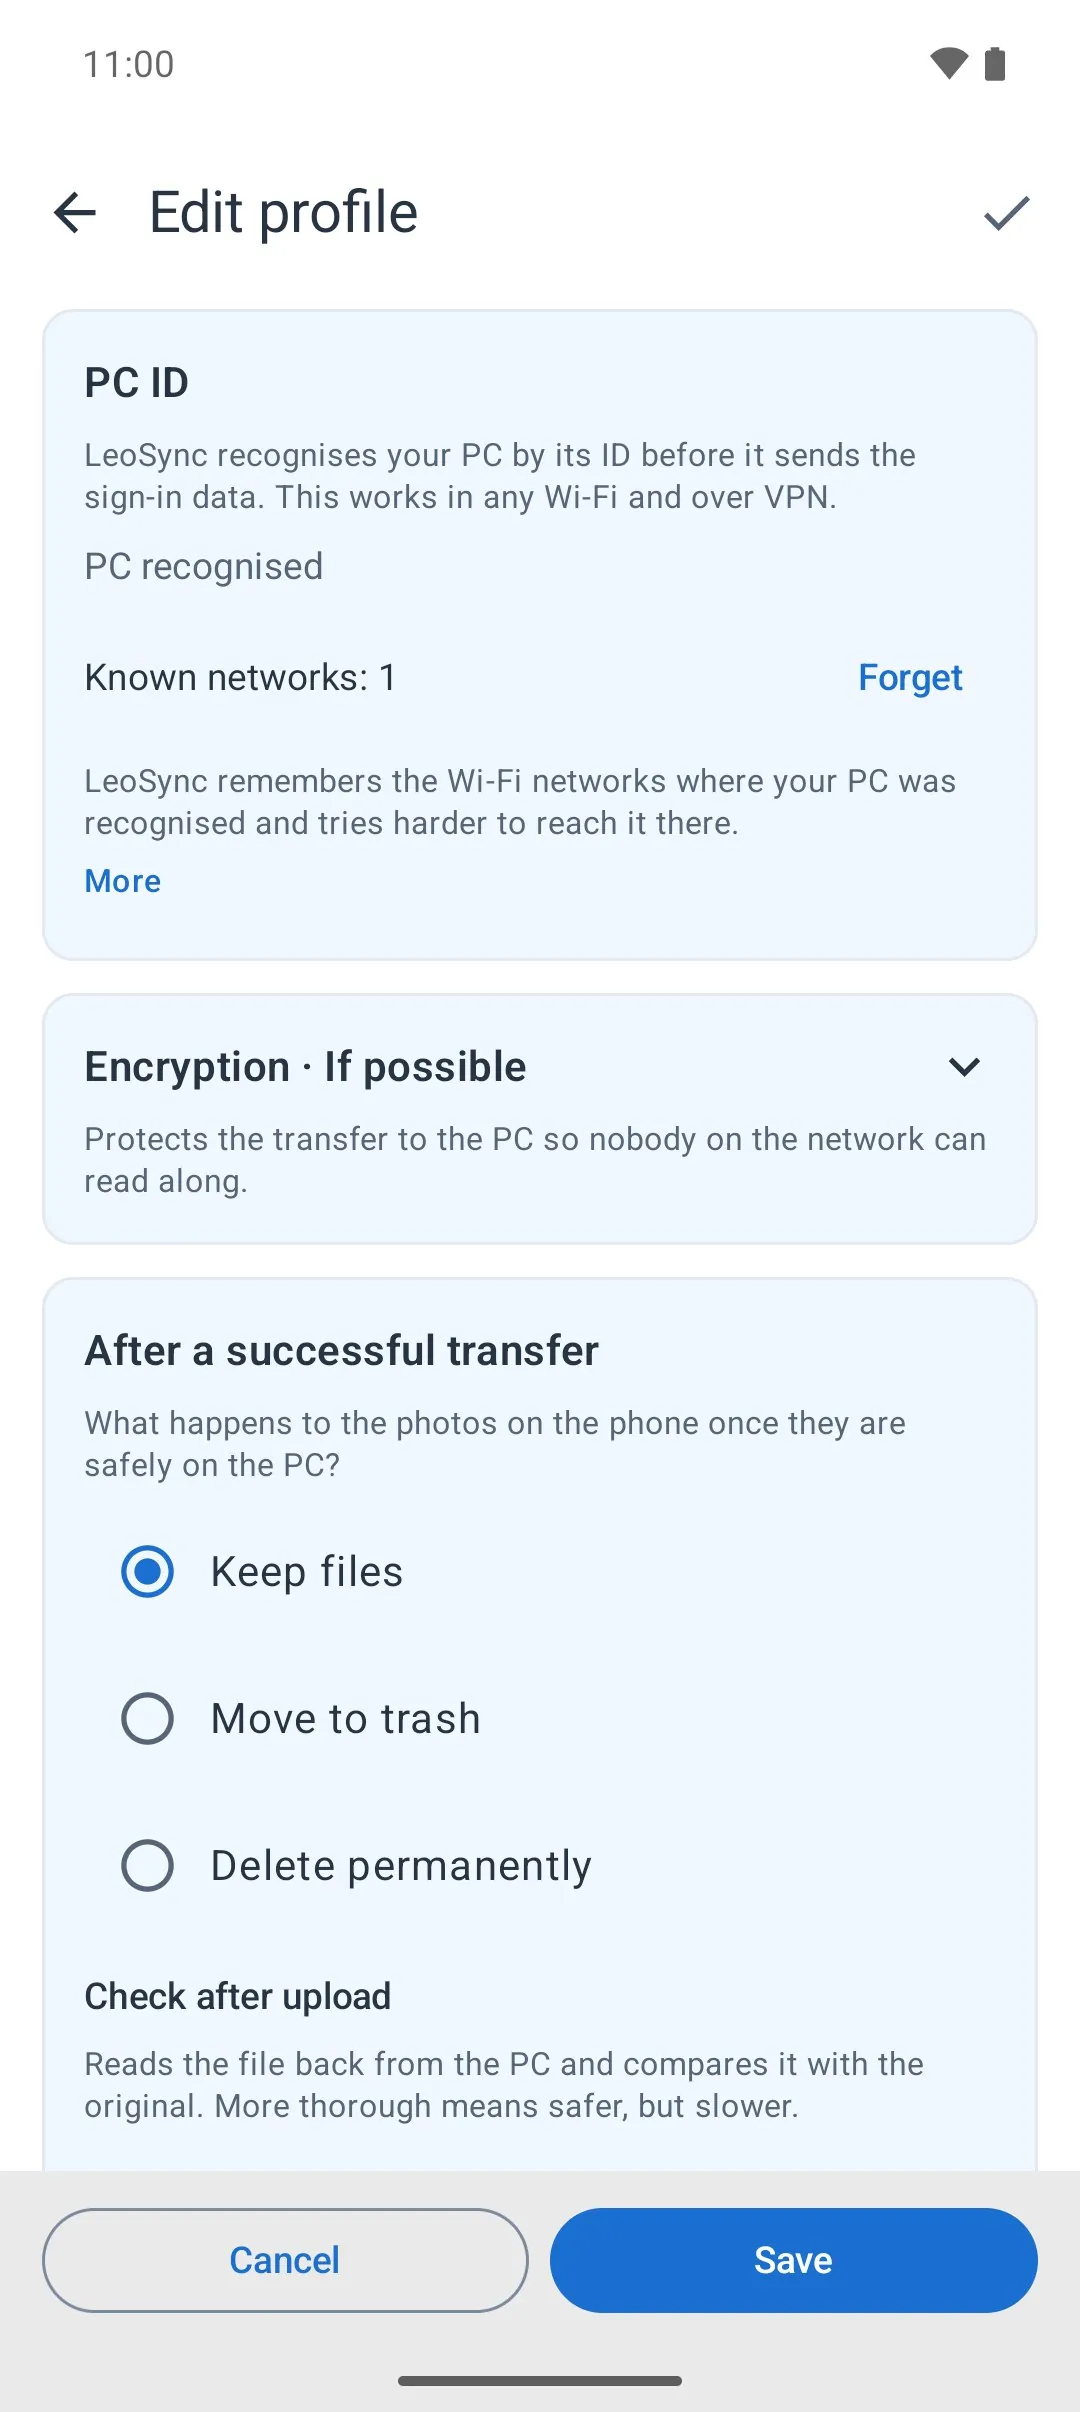 11:00
Edit profile
PC ID
LeoSync recognises your PC by its ID before it sends the
sign-in data. This works in any Wi-Fi and over VPN.
PC recognised
Known networks: 1
Forget
LeoSync remembers the Wi-Fi networks where your PC was
recognised and tries harder to reach it there.
More
Encryption · If possible
Protects the transfer to the PC so nobody on the network can
read along.
After a successful transfer
What happens to the photos on the phone once they are
safely on the PC?
Keep files
Move to trash
Delete permanently
Check after upload
Reads the file back from the PC and compares it with the
original. More thorough means safer, but slower.
Cancel
Save